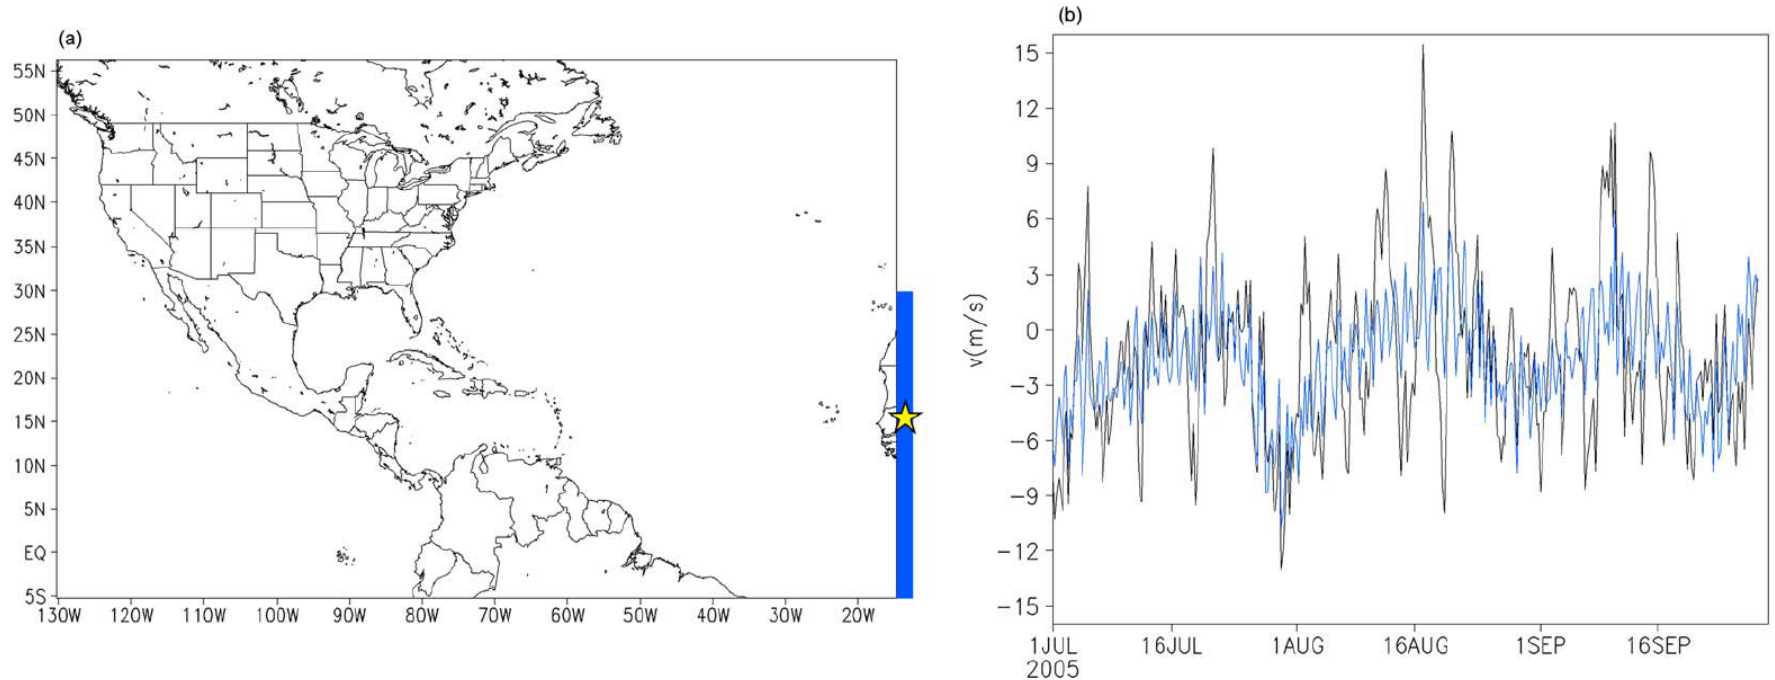 (a)
55N
50N
45N
40N
35N
30N
25N
20N
15N
10N
5N
EQ
5S
130W 120W 110W 100W 90W 80W 70W 60W 50W 40W 30W 20W
(b)
v(m/s)
15
12
9
6
3
0
−3
−6
−9
−12
−15
1JUL 16JUL 1AUG 16AUG 1SEP 16SEP
2005